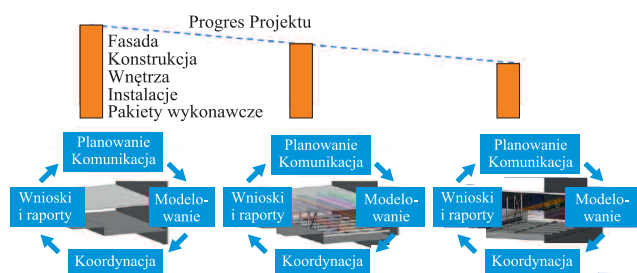 Progres Projektu
Fasada
Konstrukcja
Wnętrza
Instalacje
Pakiety wykonawcze
Planowanie
Komunikacja
Wnioski
i raporty
Modelo-
wanie
Koordynacja
Planowanie
Komunikacja
Wnioski
i raporty
Modelo-
wanie
Koordynacja
Planowanie
Komunikacja
Wnioski
i raporty
Modelo-
wanie
Koordynacja